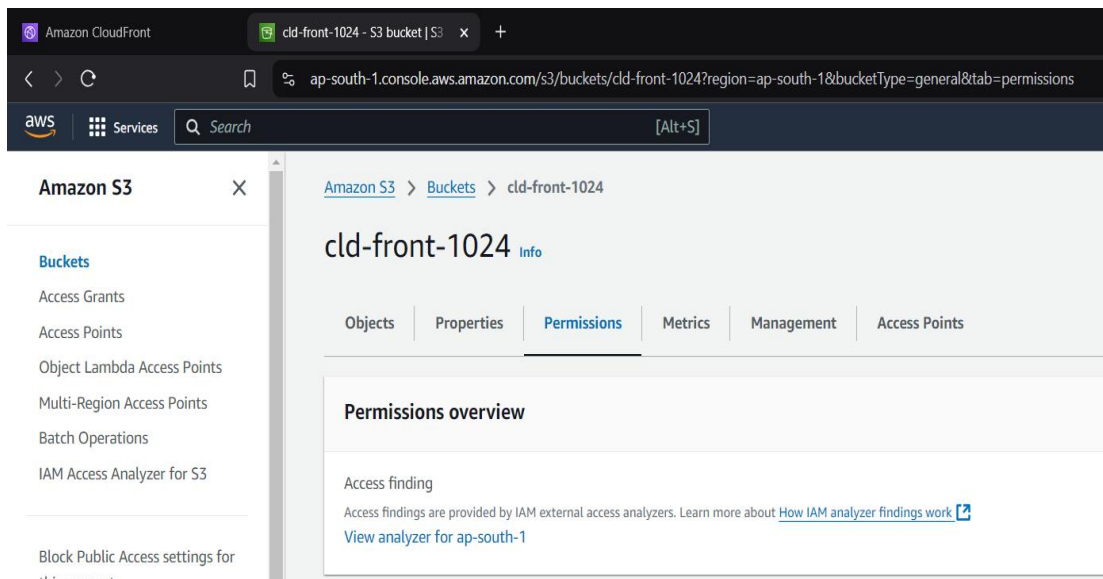 Amazon CloudFront
cld-front-1024 - S3 bucket | S3
ap-south-1.console.aws.amazon.com/s3/buckets/cld-front-1024?region=ap-south-1&bucketType=general&tab=permissions
aws
Services
Search
[Alt+S]
Amazon S3
Buckets
Access Grants
Access Points
Object Lambda Access Points
Multi-Region Access Points
Batch Operations
IAM Access Analyzer for S3
Block Public Access settings for
Amazon S3 > Buckets > cld-front-1024
cld-front-1024 Info
Objects
Properties
Permissions
Metrics
Management
Access Points
Permissions overview
Access finding
Access findings are provided by IAM external access analyzers. Learn more about How IAM analyzer findings work
View analyzer for ap-south-1